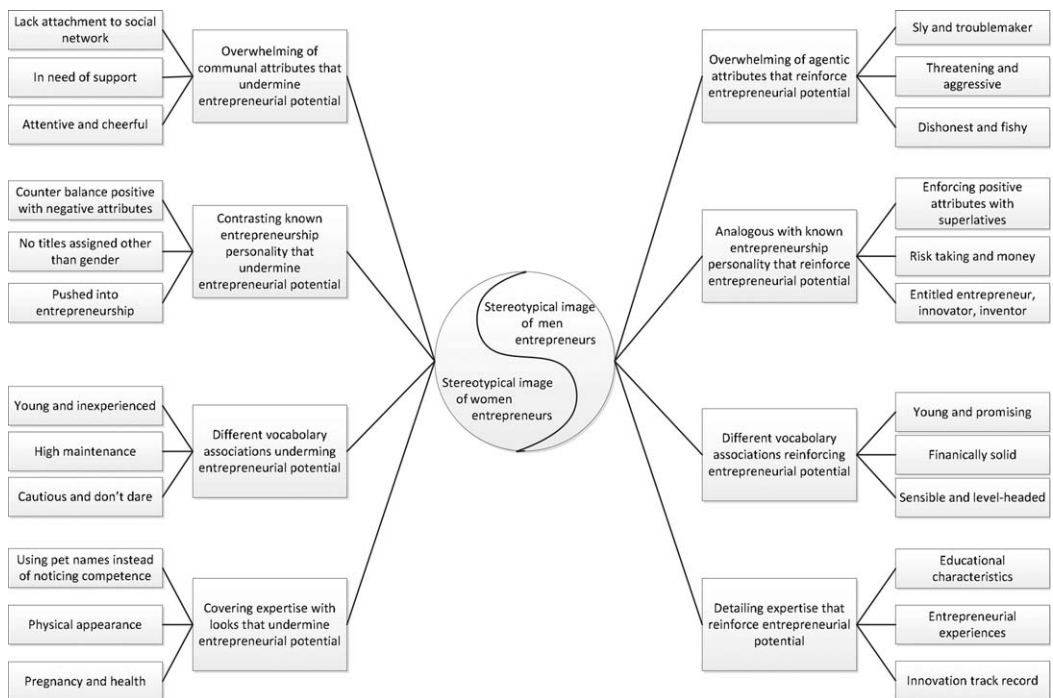 Lack attachment to social
network
In need of support
Attentive and cheerful
Overwhelming of
communal attributes that
undermine
entrepreneurial potential
Counter balance positive
with negative attributes
No titles assigned other
than gender
Pushed into
entrepreneurship
Contrasting known
entrepreneurship
personality that
undermine
entrepreneurial potential
Young and inexperienced
High maintenance
Cautious and don't dare
Different vocabulary
associations underming
entrepreneurial potential
Using pet names instead
of noticing competence
Physical appearance
Pregnancy and health
Covering expertise with
looks that undermine
entrepreneurial potential
Stereotypical image
of men
entrepreneurs
Stereotypical image
of women
entrepreneurs
Overwhelming of agentic
attributes that reinforce
entrepreneurial potential
Sly and troublemaker
Threatening and
aggressive
Dishonest and fishy
Analogous with known
entrepreneurship
personality that reinforce
entrepreneurial potential
Enforcing positive
attributes with
superlatives
Risk taking and money
Entitled entrepreneur,
innovator, inventor
Different vocabulary
associations reinforcing
entrepreneurial potential
Young and promising
Finanically solid
Sensible and level-headed
Detailing expertise that
reinforce entrepreneurial
potential
Educational
characteristics
Entrepreneurial
experiences
Innovation track record